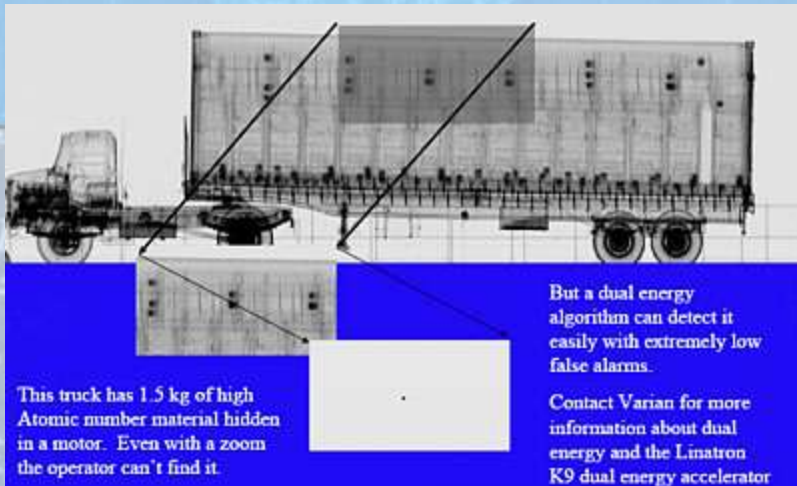 This truck has 1.5 kg of high
Atomic number material hidden
in a motor. Even with a zoom
the operator can't find it.
But a dual energy
algorithm can detect it
easily with extremely low
false alarms.
Contact Varian for more
information about dual
energy and the Linatron
K9 dual energy accelerator